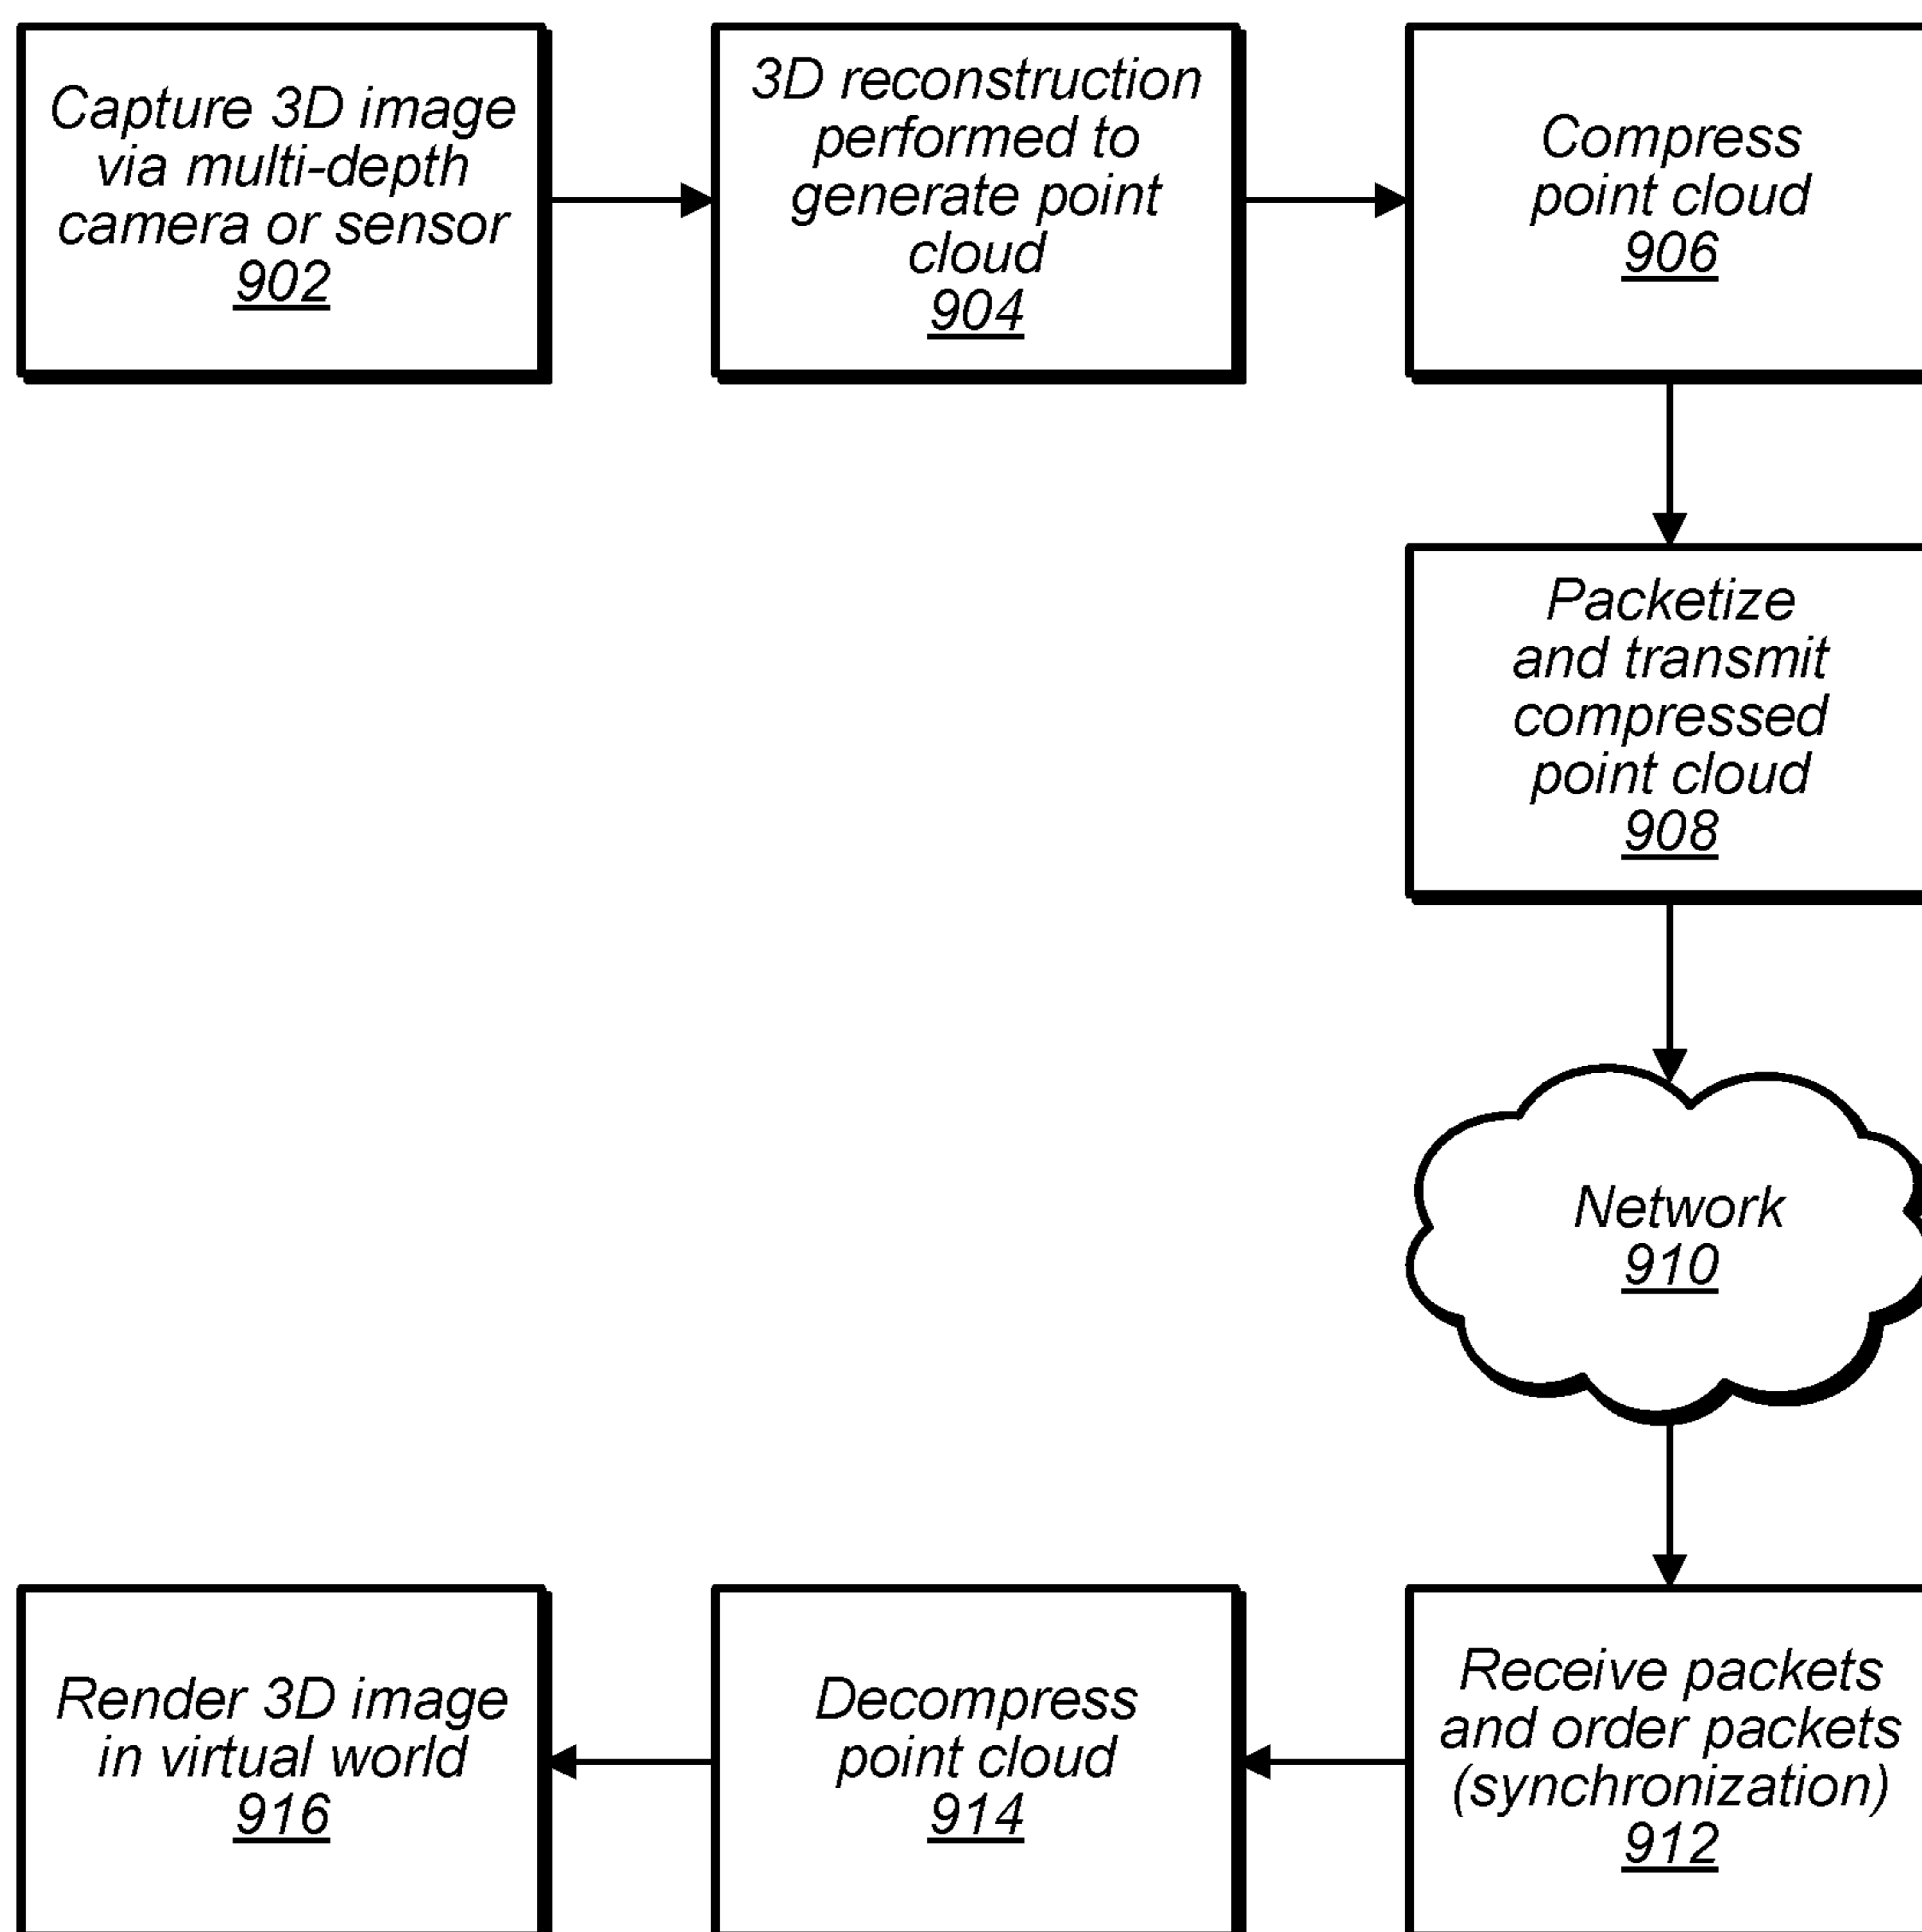 Capture 3D image
via multi-depth
camera or sensor
902
3D reconstruction
performed to
generate point
cloud
904
Compress
point cloud
906
Packetize
and transmit
compressed
point cloud
908
Network
910
Receive packets
and order packets
(synchronization)
912
Decompress
point cloud
914
Render 3D image
in virtual world
916